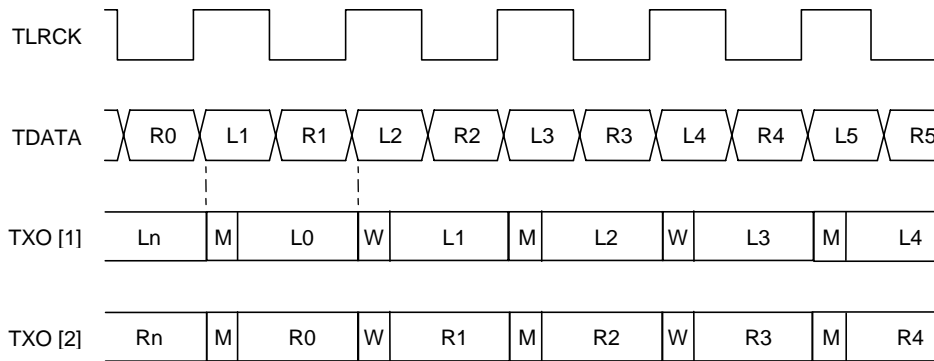 TLRCK
TDATA R0 L1 R1 L2 R2 L3 R3 L4 R4 L5 R5
TXO [1] Ln M L0 W L1 M L2 W L3 M L4
TXO [2] Rn M R0 W R1 M R2 W R3 M R4